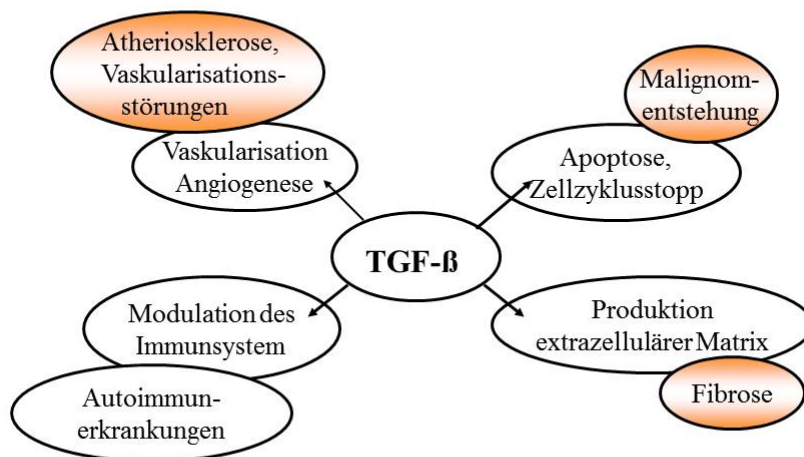 Atheriosklerose,
Vaskularisations-
störungen
Vaskularisation
Angiogenese
Malignom-
entstehung
Apoptose,
Zellzyklusstopp
TGF-ß
Modulation des
Immunsystem
Autoimmun-
erkrankungen
Produktion
extrazellulärer Matrix
Fibrose